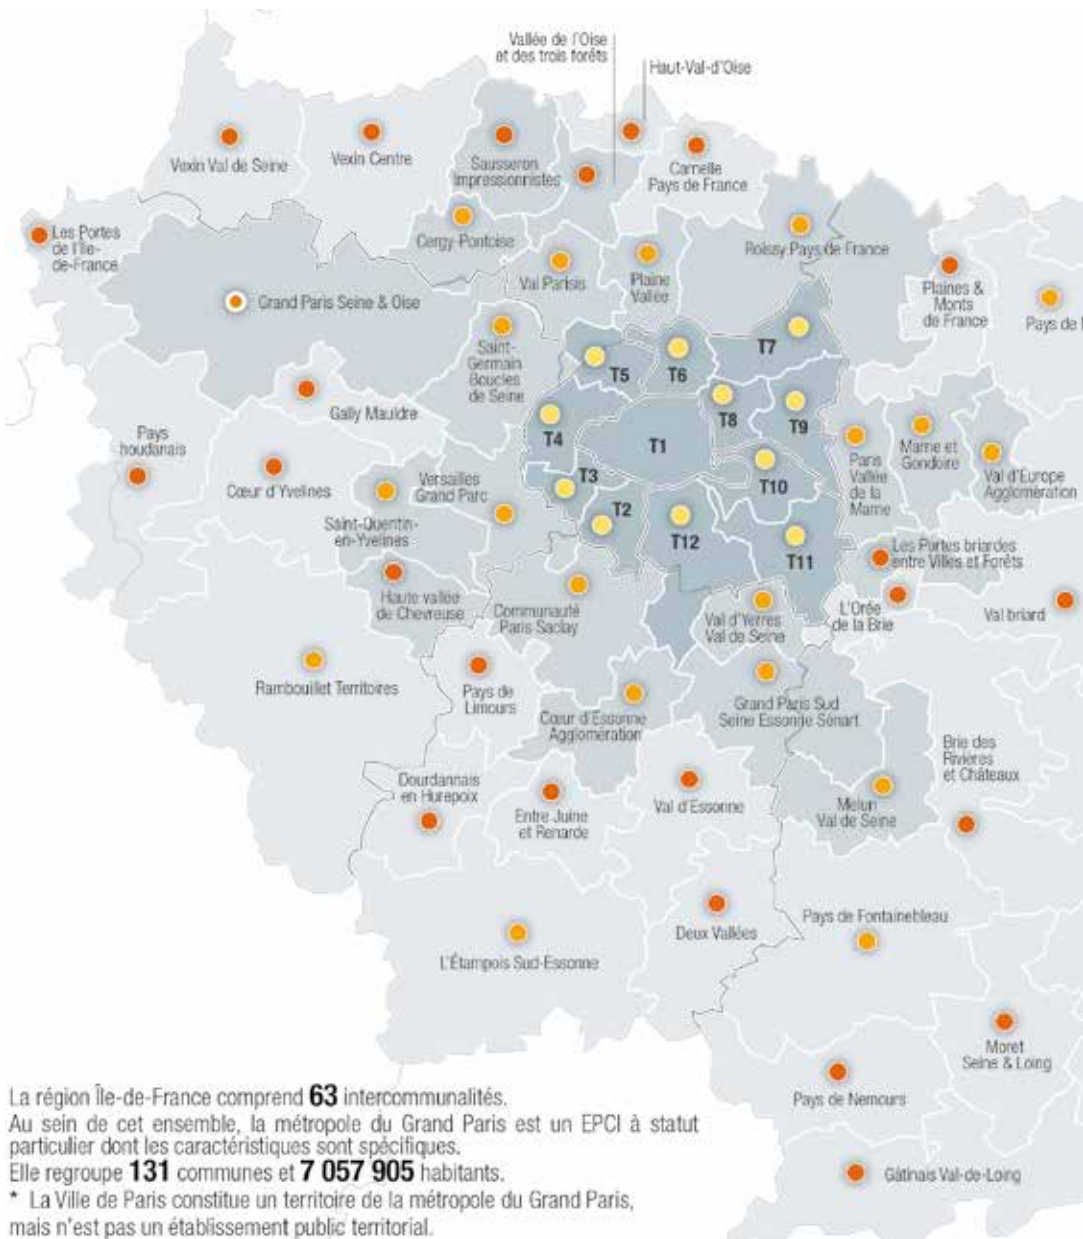 Vallée de l'Oise
et des trois forêts
Haut-Val-d'Oise
Vexin Val de Seine
Vexin Centre
Sausseron
Impressionnistes
Carnelle
Pays de France
Les Portes
de l'Île-
de-France
Cergy-Pontoise
Roissy Pays de France
Val Parisis
Plaine
Vallée
Plaines &
Monts
de France
Grand Paris Seine & Oise
Pays de
Saint-
Germain
Boucles
de Seine
T7
T5
T6
Gally Mauldre
T8
T9
T4
T1
Pays
houdanais
Marne et
Gondoire
Paris
Vallée
de la
Marne
Val d'Europe
Agglomération
Cœur d'Yvelines
Versailles
Grand Parc
T3
T10
T2
Saint-Quentin-
en-Yvelines
T12
T11
Les Portes briardes
entre Villes et Forêts
Haute vallée
de Chevreuse
Communauté
Paris Saclay
Val d'Yerres
Val de Seine
L'Orée
de la Brie
Val briard
Rambouillet Territoires
Pays de
Limours
Cœur d'Essonne
Agglomération
Grand Paris Sud
Seine Essonne Sénart
Brie des
Rivières
et Châteaux
Dourdannais
en Hurepoix
Entre Juine
et Renarde
Val d'Essonne
Melun
Val de Seine
Pays de Fontainebleau
Deux Vallées
L'Étampois Sud-Essonne
Moret
Seine & Loing
Pays de Nemours
Gâtinais Val-de-Loing
La région Île-de-France comprend 63 intercommunalités.
Au sein de cet ensemble, la métropole du Grand Paris est un EPCI à statut
particulier dont les caractéristiques sont spécifiques.
Elle regroupe 131 communes et 7 057 905 habitants.
* La Ville de Paris constitue un territoire de la métropole du Grand Paris,
mais n'est pas un établissement public territorial.